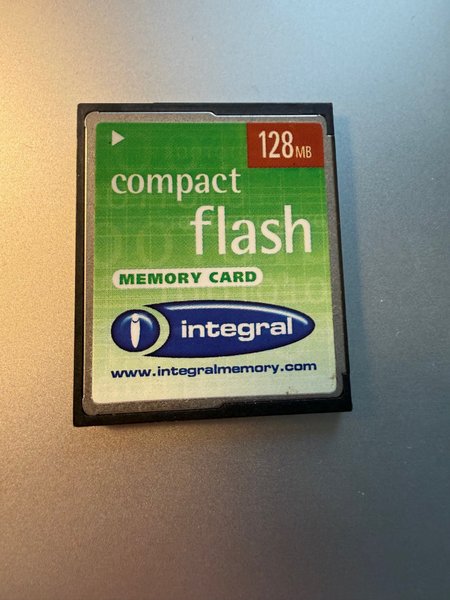 128MB
compact
flash
MEMORY CARD
i integral
www.integralmemory.com